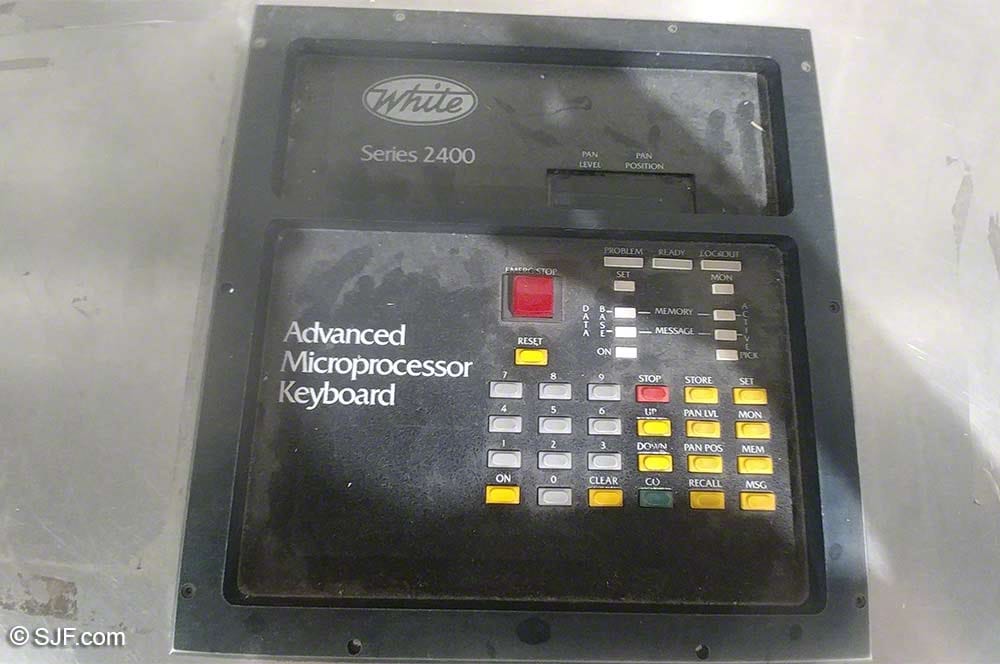 White
Series 2400
PAN LEVEL
PAN POSITION
PROBLEM READY LOCKOUT
EMERG STOP
SET MON
DATA BASE
MEMORY
MESSAGE
ACTIVE
ON
PICK
Advanced
Microprocessor
Keyboard
RESET
7 8 9 STOP STORE SET
4 5 6 UP PAN LVL MON
1 2 3 DOWN PAN POS MEM
ON 0 CLEAR GO RECALL MSG
© SJF.com